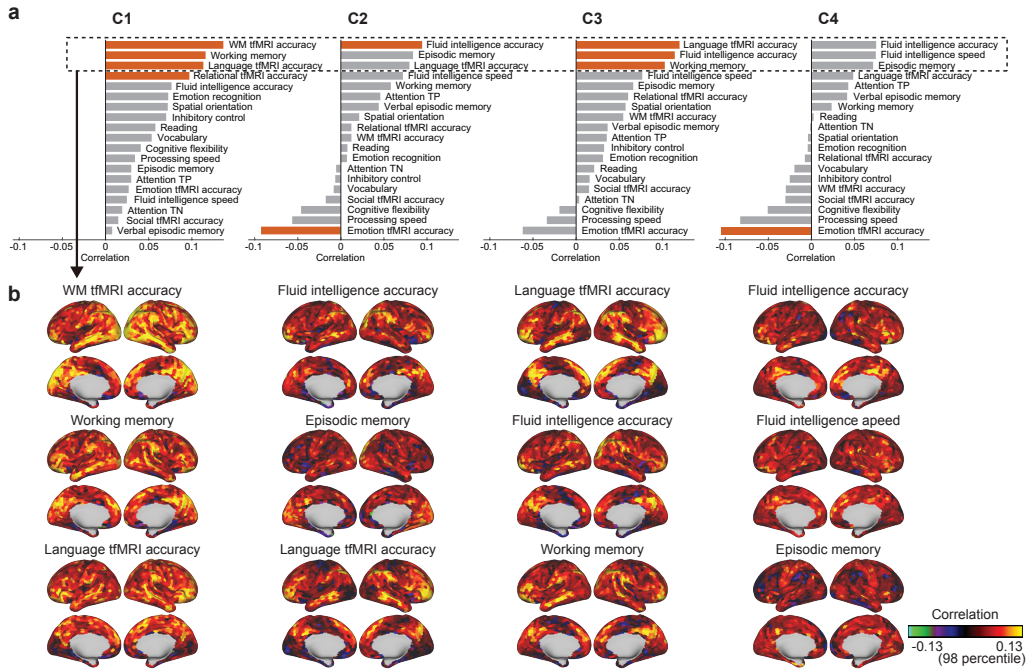 a
C1
C2
C3
C4
WM tfMRI accuracy
Working memory
Language tfMRI accuracy
Relational tfMRI accuracy
Fluid intelligence accuracy
Emotion recognition
Spatial orientation
Inhibitory control
Reading
Vocabulary
Cognitive flexibility
Processing speed
Episodic memory
Attention TP
Emotion tfMRI accuracy
Fluid intelligence speed
Attention TN
Social tfMRI accuracy
Verbal episodic memory
-0.1 -0.05 0 0.05 0.1
Correlation
Fluid intelligence accuracy
Episodic memory
Language tfMRI accuracy
Fluid intelligence speed
Working memory
Attention TP
Verbal episodic memory
Spatial orientation
Relational tfMRI accuracy
WM tfMRI accuracy
Reading
Emotion recognition
Attention TN
Inhibitory control
Vocabulary
Social tfMRI accuracy
Cognitive flexibility
Processing speed
Emotion tfMRI accuracy
-0.1 -0.05 0 0.05 0.1
Correlation
Language tfMRI accuracy
Fluid intelligence accuracy
Working memory
Fluid intelligence speed
Episodic memory
Relational tfMRI accuracy
Spatial orientation
WM tfMRI accuracy
Verbal episodic memory
Attention TP
Inhibitory control
Emotion recognition
Reading
Vocabulary
Social tfMRI accuracy
Attetion TN
Cognitive flexibility
Processing speed
Emotion tfMRI accuracy
-0.1 -0.05 0 0.05 0.1
Correlation
Fluid intelligence accuracy
Fluid intelligence speed
Episodic memory
Language tfMRI accuracy
Attention TP
Verbal episodic memory
Working memory
Reading
Attention TN
Spatial orientation
Emotion recognition
Relational tfMRI accuracy
Vocabulary
Inhibitory control
WM tfMRI accuracy
Social tfMRI accuracy
Cognitive flexibility
Processing speed
Emotion tfMRI accuracy
-0.1 -0.05 0 0.05 0.1
Correlation
b
WM tfMRI accuracy
Fluid intelligence accuracy
Language tfMRI accuracy
Fluid intelligence accuracy
Working memory
Episodic memory
Fluid intelligence accuracy
Fluid intelligence apeed
Language tfMRI accuracy
Language tfMRI accuracy
Working memory
Episodic memory
Correlation
-0.13 0.13
(98 percentile)